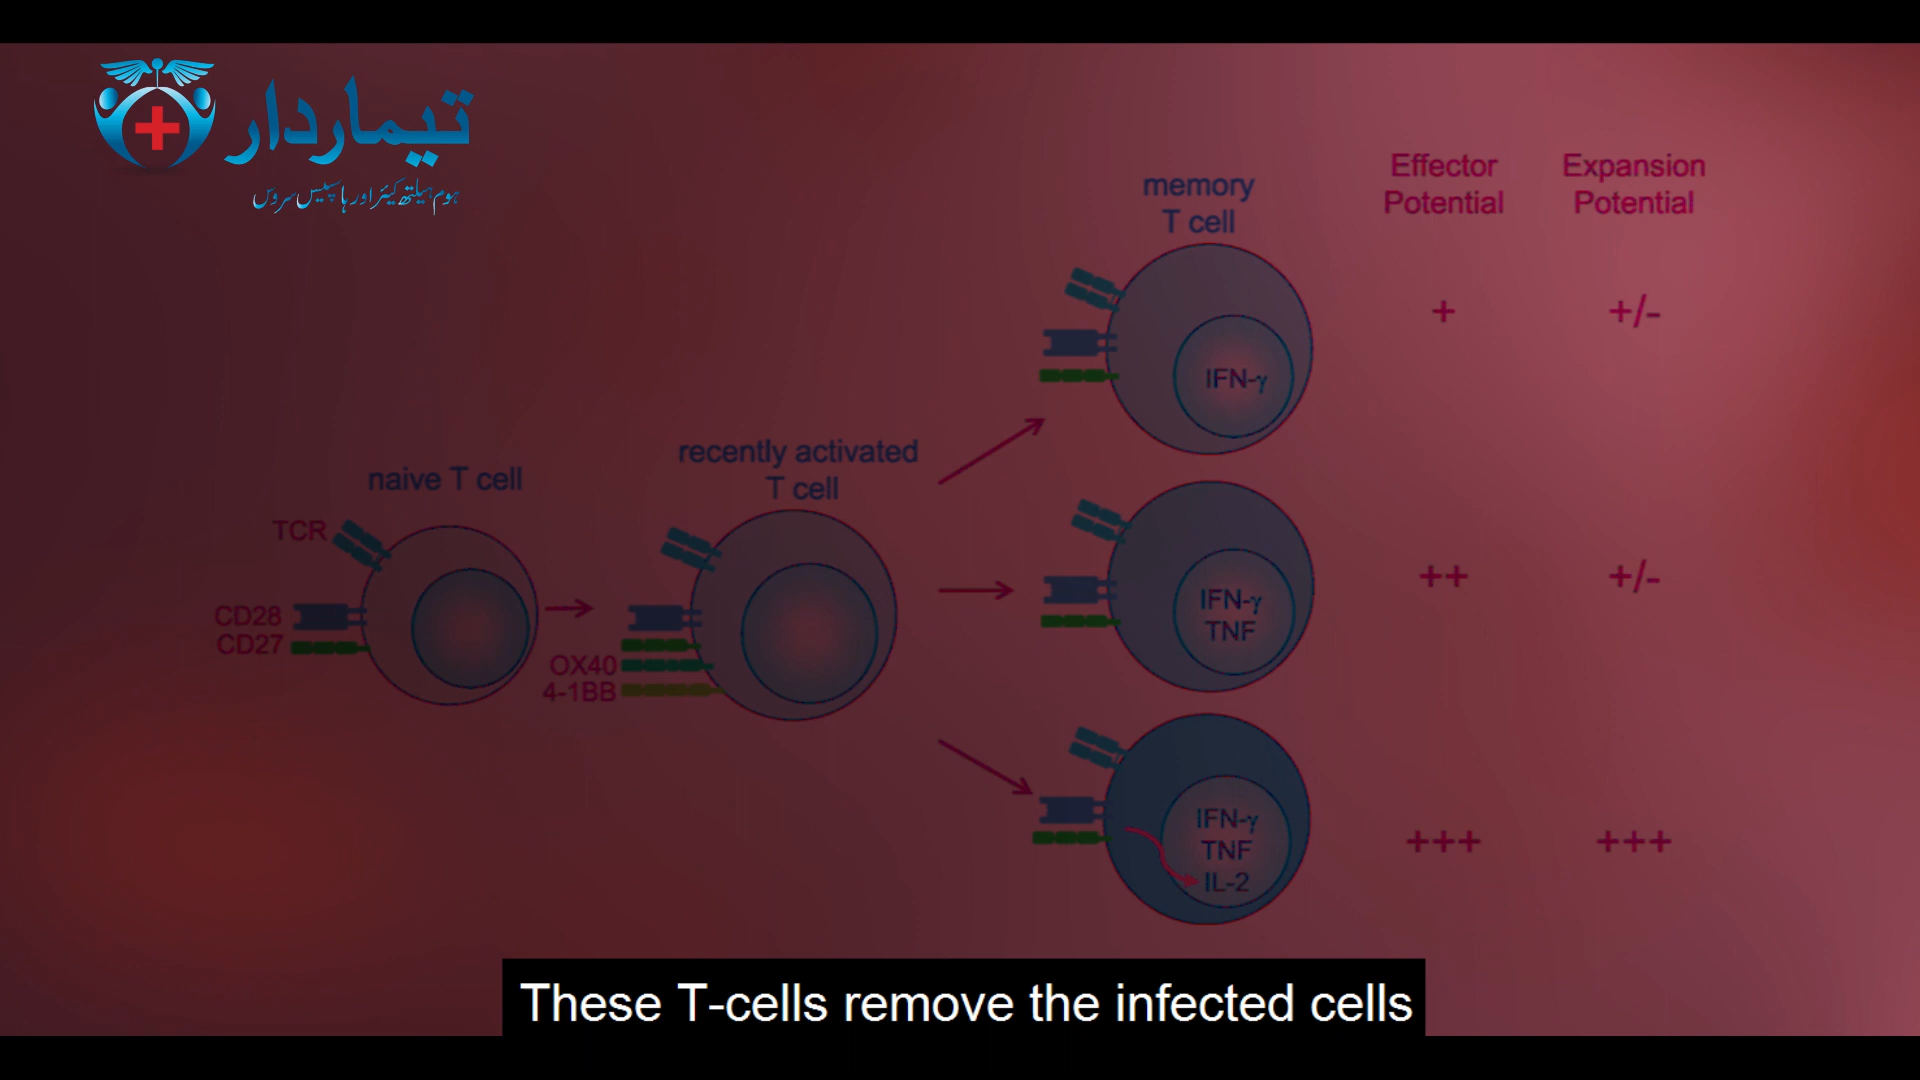 تیماردار
ہوم ہیلتھ کیئر اور ہاسپیس سروس
Effector
Potential
Expansion
Potential
memory
T cell
+
+/-
IFN-γ
recently activated
T cell
naive T cell
TCR
CD28
CD27
OX40
4-1BB
IFN-γ
TNF
++
+/-
IFN-γ
TNF
IL-2
+++
+++
These T-cells remove the infected cells